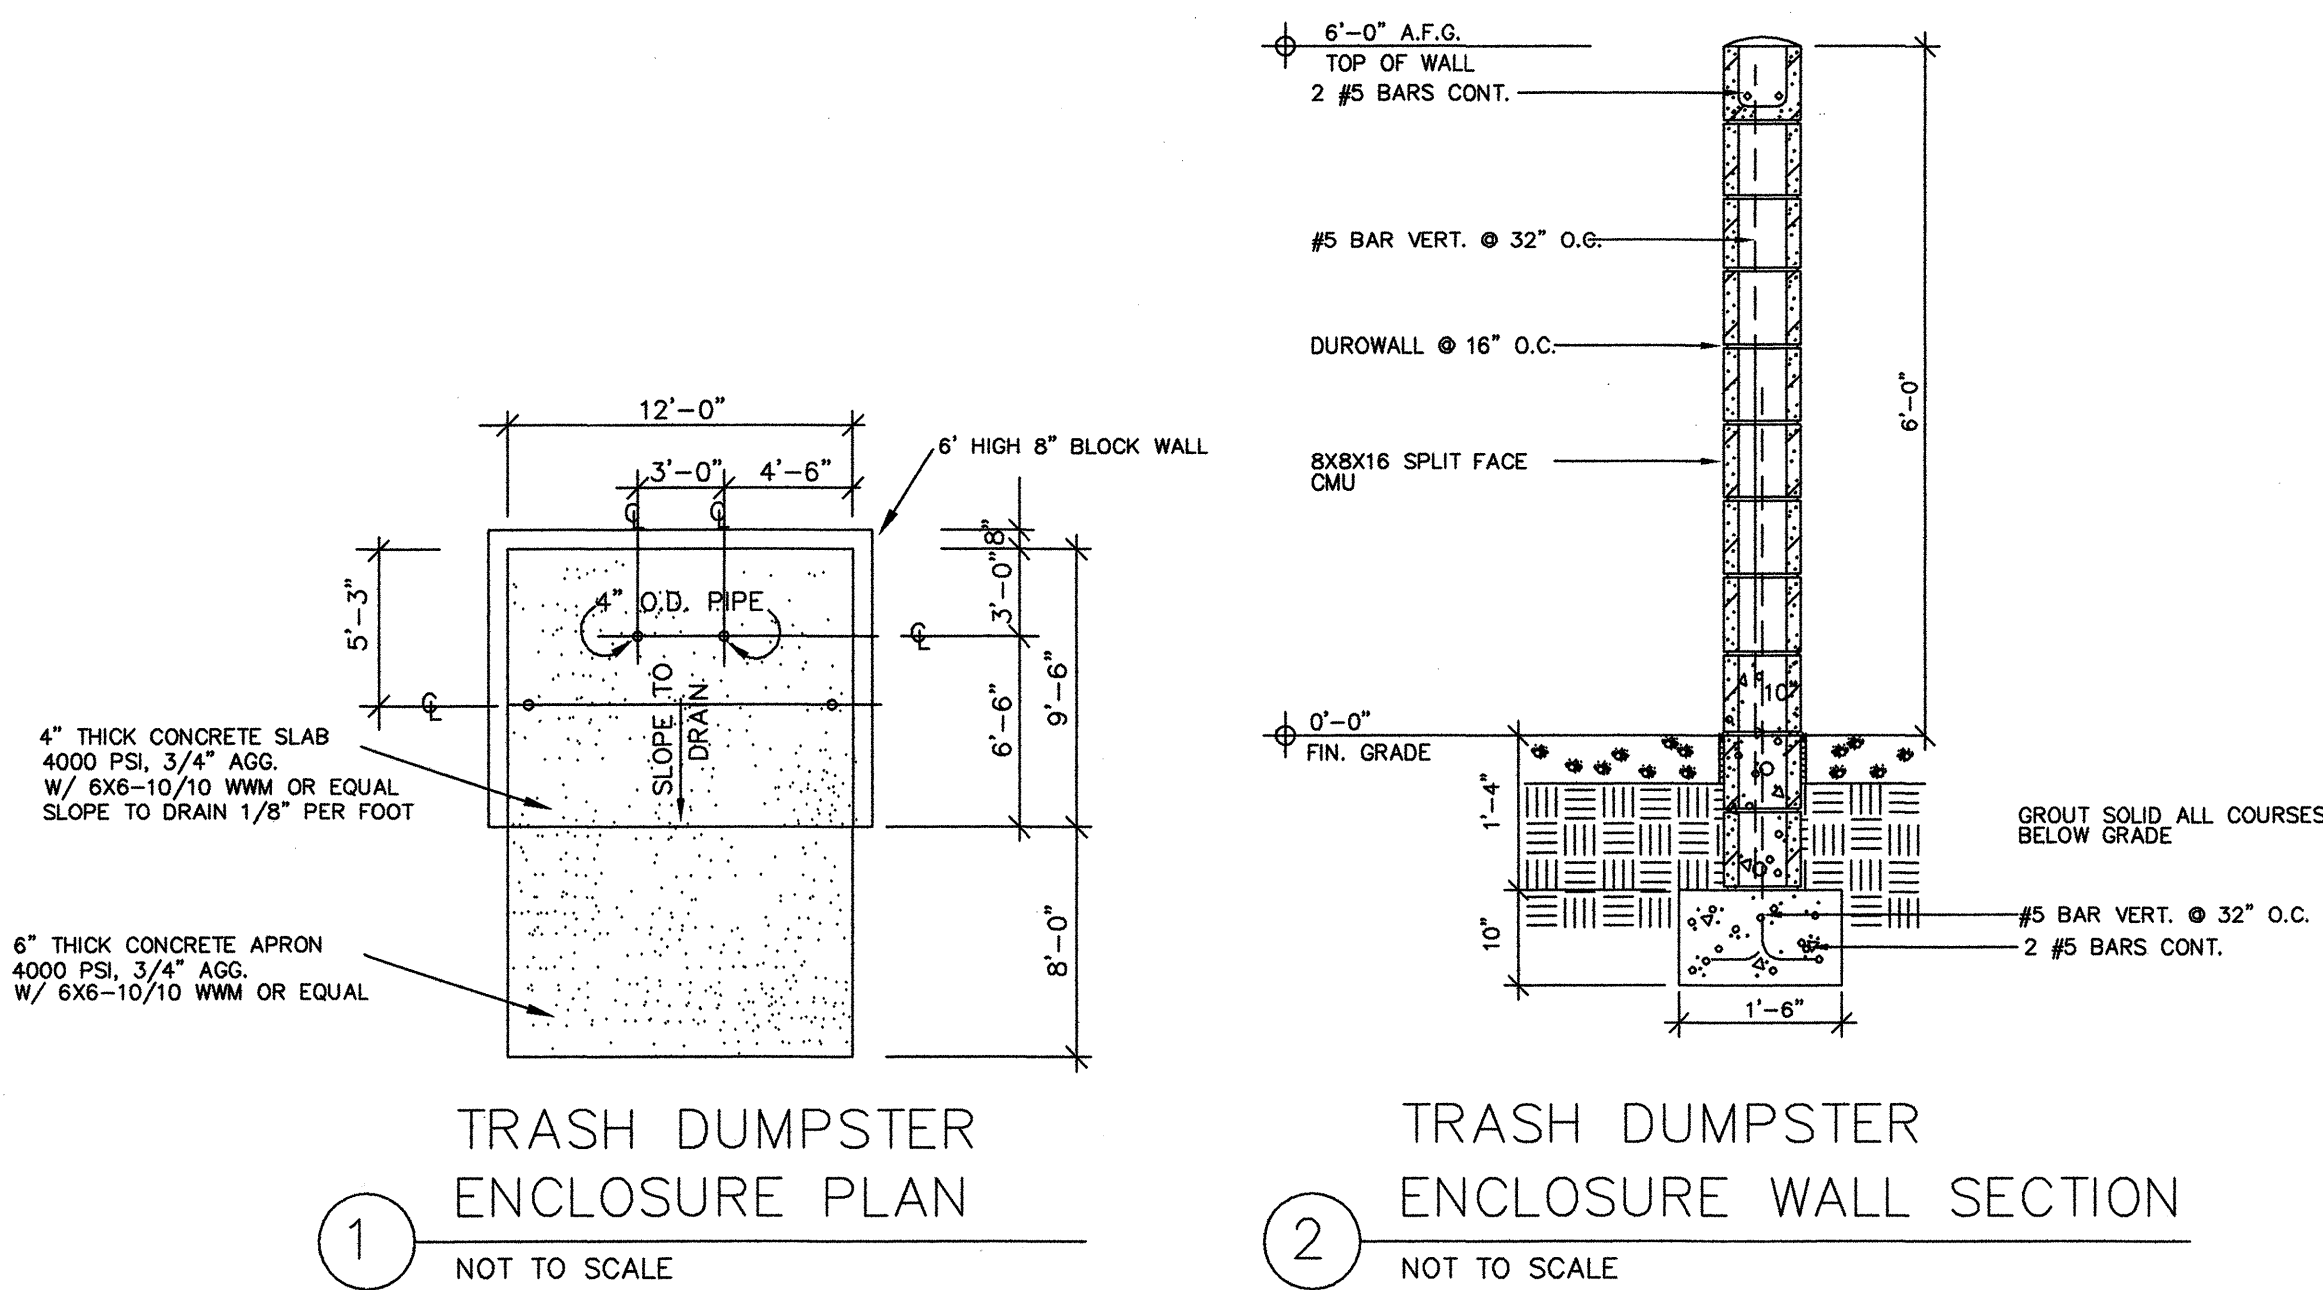 12'-0"
3'-0"
4'-6"
6' HIGH 8" BLOCK WALL
8"
3'-0"
5'-3"
4" O.D. PIPE
SLOPE TO
DRAIN
6'-6"
9'-6"
4" THICK CONCRETE SLAB
4000 PSI, 3/4" AGG.
W/ 6X6-10/10 WWM OR EQUAL
SLOPE TO DRAIN 1/8" PER FOOT
6" THICK CONCRETE APRON
4000 PSI, 3/4" AGG.
W/ 6X6-10/10 WWM OR EQUAL
8'-0"
TRASH DUMPSTER
ENCLOSURE PLAN
1
NOT TO SCALE
6'-0" A.F.G.
TOP OF WALL
2 #5 BARS CONT.
#5 BAR VERT. @ 32" O.C.
DUROWALL @ 16" O.C.
6'-0"
8X8X16 SPLIT FACE
CMU
10"
0'-0"
FIN. GRADE
1'-4"
GROUT SOLID ALL COURSES
BELOW GRADE
10"
#5 BAR VERT. @ 32" O.C.
2 #5 BARS CONT.
1'-6"
TRASH DUMPSTER
ENCLOSURE WALL SECTION
2
NOT TO SCALE